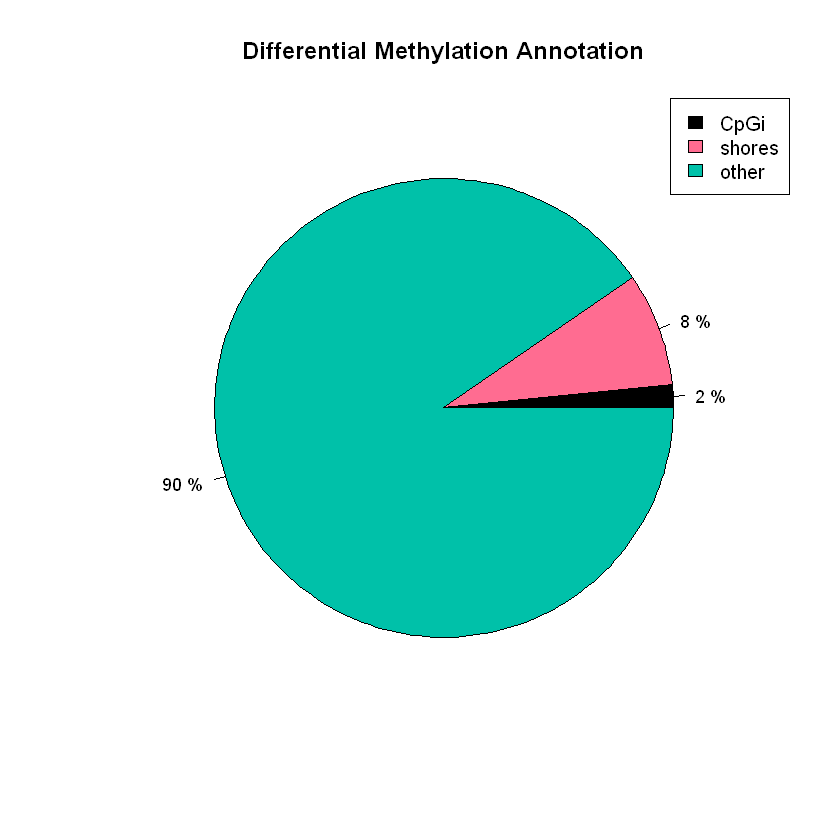 Differential Methylation Annotation
CpGi
shores
other
8 %
2 %
90 %